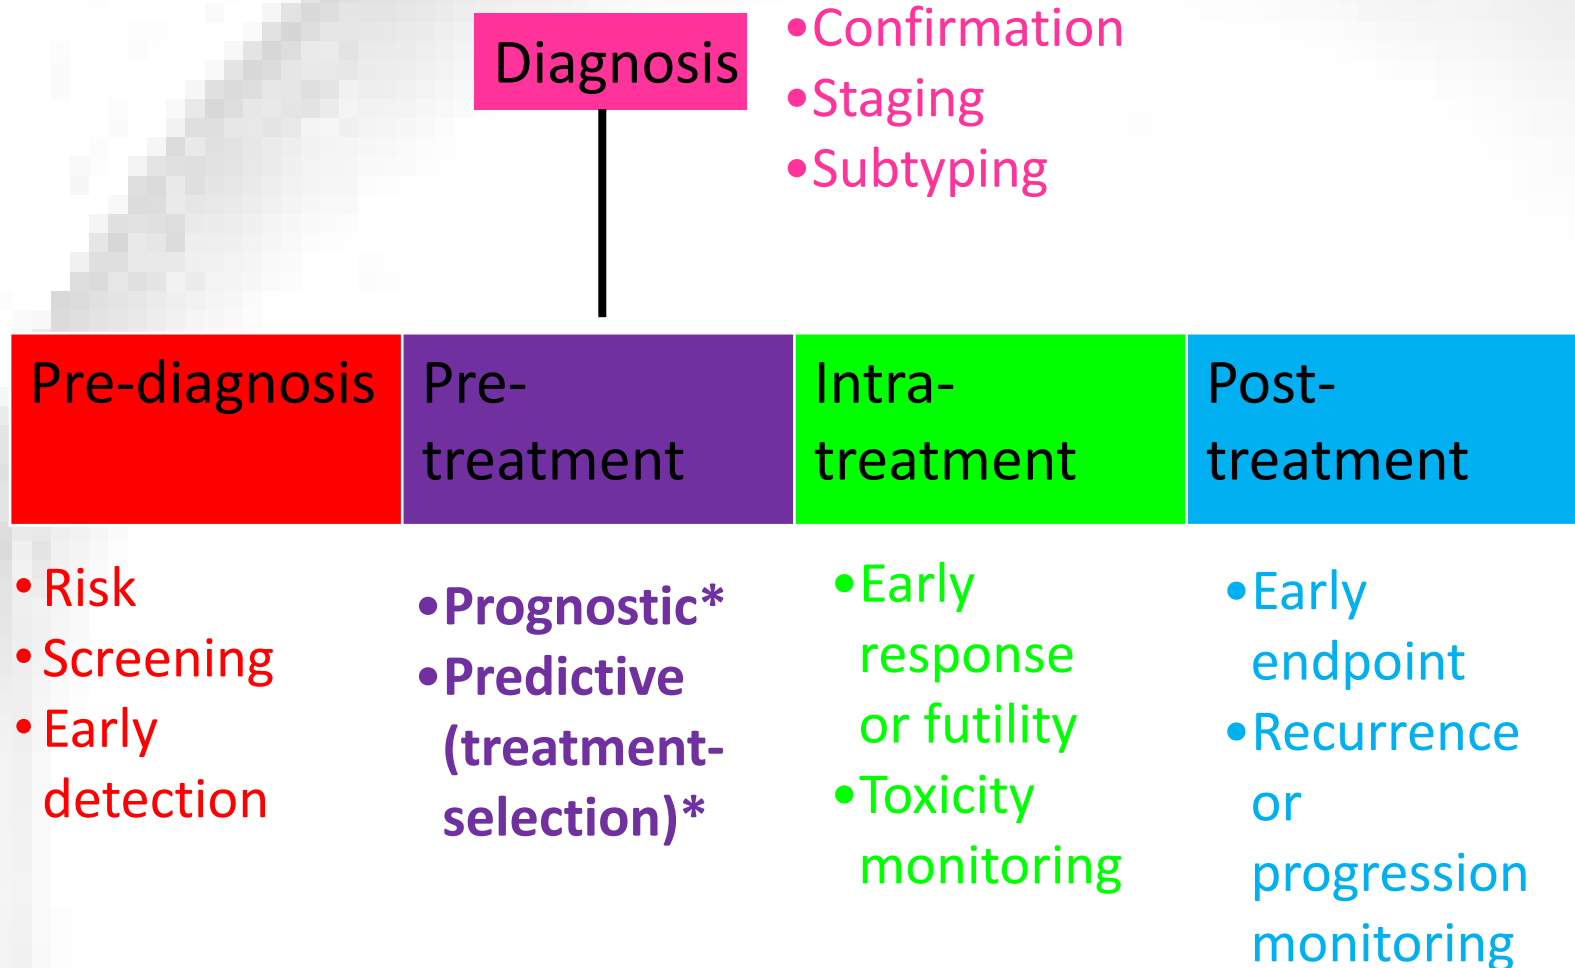 Diagnosis
•Confirmation
•Staging
•Subtyping
Pre-diagnosis
Pre-
treatment
Intra-
treatment
Post-
treatment
• Risk
• Screening
• Early
detection
•Prognostic*
•Predictive
(treatment-
selection)*
•Early
response
or futility
•Toxicity
monitoring
•Early
endpoint
•Recurrence
or
progression
monitoring